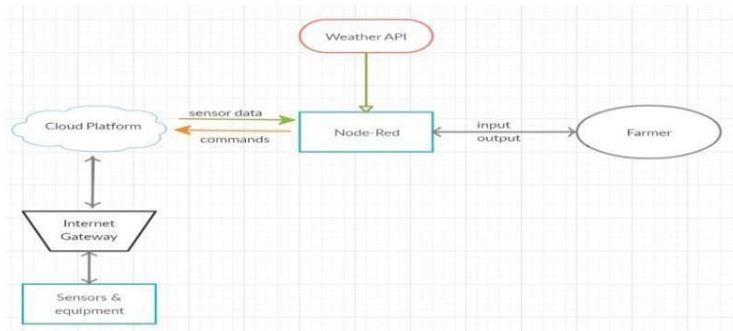 Weather API
sensor data
Cloud Platform
commands
Node-Red
input
output
Farmer
Internet
Gateway
Sensors &
equipment